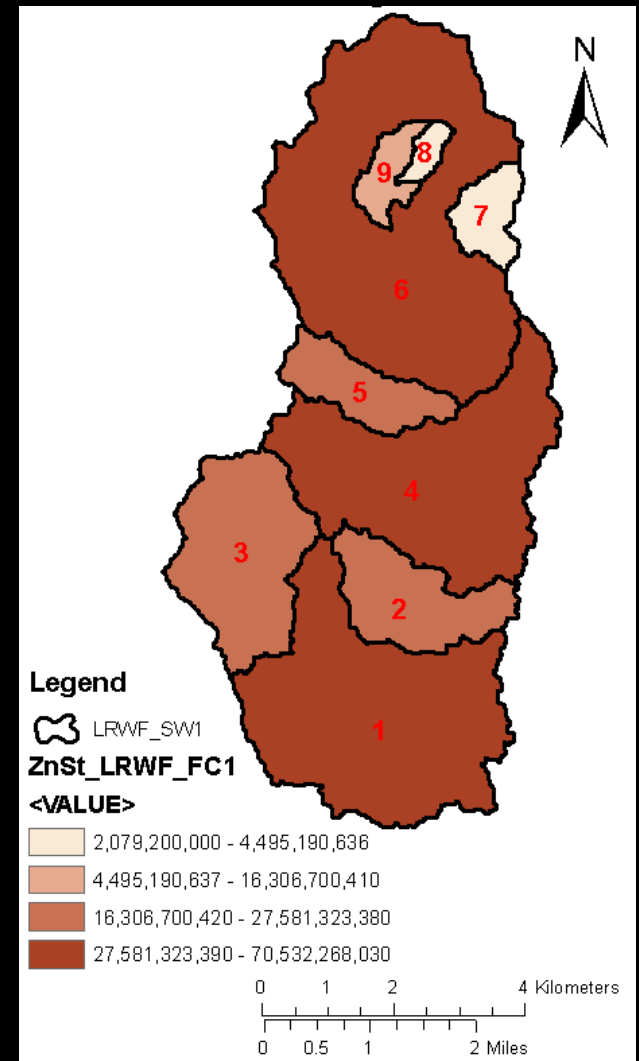 N
8
9
7
6
5
4
3
2
1
Legend
LRWF_SW1
ZnSt_LRWF_FC1
<VALUE>
2,079,200,000 - 4,495,190,636
4,495,190,637 - 16,306,700,410
16,306,700,420 - 27,581,323,380
27,581,323,390 - 70,532,268,030
0 1 2 4 Kilometers
0 0.5 1 2 Miles